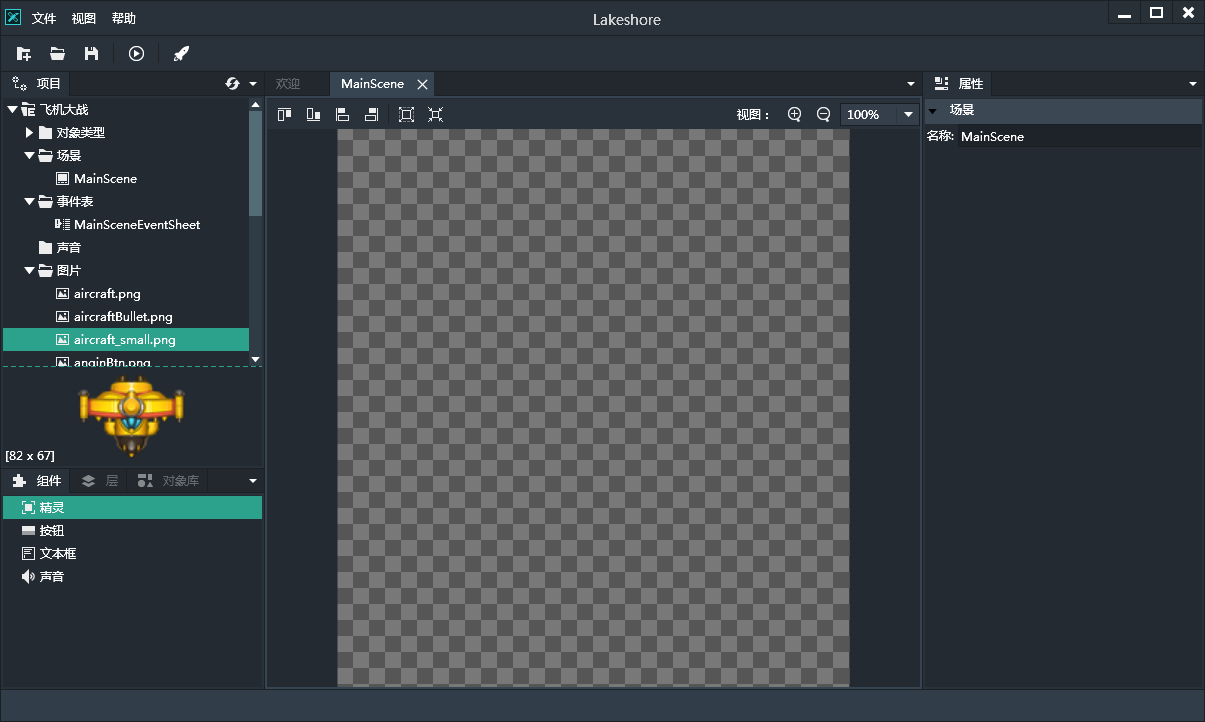 文件 视图 帮助
Lakeshore
项目
欢迎
MainScene
属性
飞机大战
对象类型
场景
MainScene
事件表
MainSceneEventSheet
声音
图片
aircraft.png
aircraftBullet.png
aircraft_small.png
anginBtn.png
[82 x 67]
视图：
100%
场景
名称: MainScene
组件
层
对象库
精灵
按钮
文本框
声音